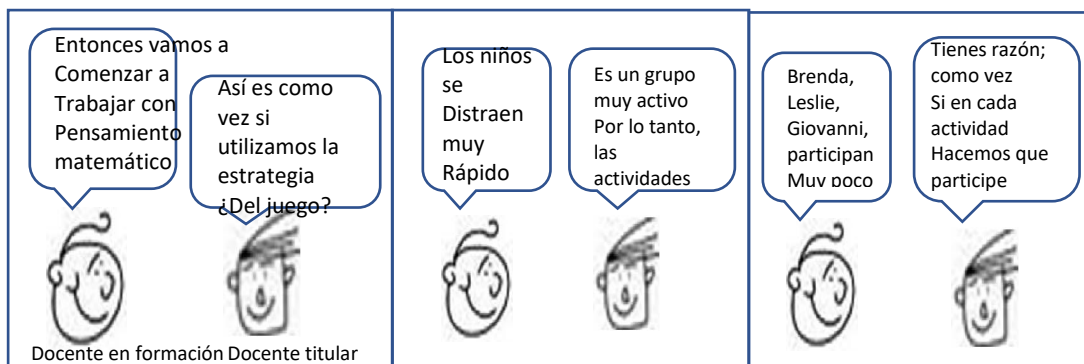 Entonces vamos a
Comenzar a
Trabajar con
Pensamiento
matemático
Así es como
vez si
utilizamos la
estrategia
¿Del juego?
Docente en formación Docente titular
Los niños
se
Distraen
muy
Rápido
Es un grupo
muy activo
Por lo tanto,
las
actividades
Brenda,
Leslie,
Giovanni,
participan
Muy poco
Tienes razón;
como vez
Si en cada
actividad
Hacemos que
participe